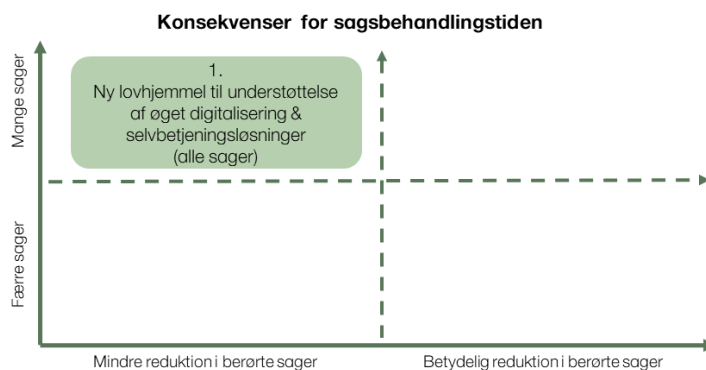 Konsekvenser for sagsbehandlingstiden
Mange sager
1.
Ny lovhjemmel til understøttelse
af øget digitalisering &
selvbetjeningsløsninger
(alle sager)
Færre sager
Mindre reduktion i berørte sager
Betydelig reduktion i berørte sager